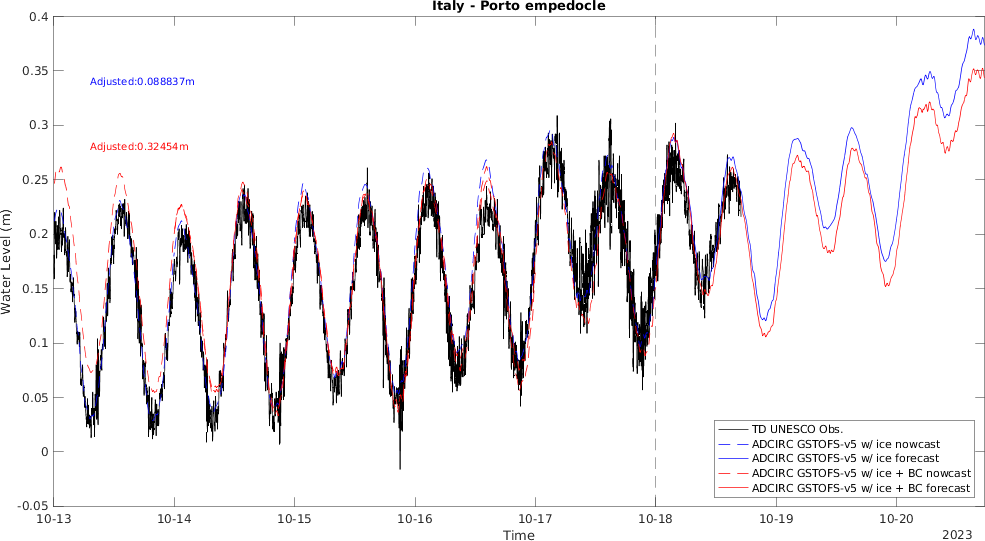 Italy - Porto empedocle
0.4
0.35
0.3
0.25
0.2
0.15
0.1
0.05
0
-0.05
Water Level (m)
Adjusted:0.088837m
Adjusted:0.32454m
TD UNESCO Obs.
ADCIRC GSTOFS-v5 w/ ice nowcast
ADCIRC GSTOFS-v5 w/ ice forecast
ADCIRC GSTOFS-v5 w/ ice + BC nowcast
ADCIRC GSTOFS-v5 w/ ice + BC forecast
10-13 10-14 10-15 10-16 10-17 10-18 10-19 10-20
Time
2023